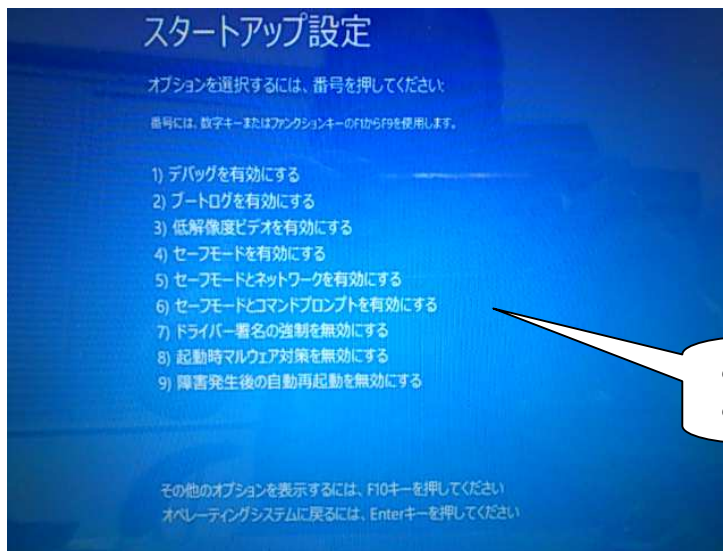 スタートアップ設定
オプションを選択するには、番号を押してください:
番号には、数字キーまたはファンクションキーのF1からF9を使用します。
1) デバッグを有効にする
2) ブートログを有効にする
3) 低解像度ビデオを有効にする
4) セーフモードを有効にする
5) セーフモードとネットワークを有効にする
6) セーフモードとコマンドプロンプトを有効にする
7) ドライバー署名の強制を無効にする
8) 起動時マルウェア対策を無効にする
9) 障害発生後の自動再起動を無効にする
その他のオプションを表示するには、F10キーを押してください
オペレーティングシステムに戻るには、Enterキーを押してください